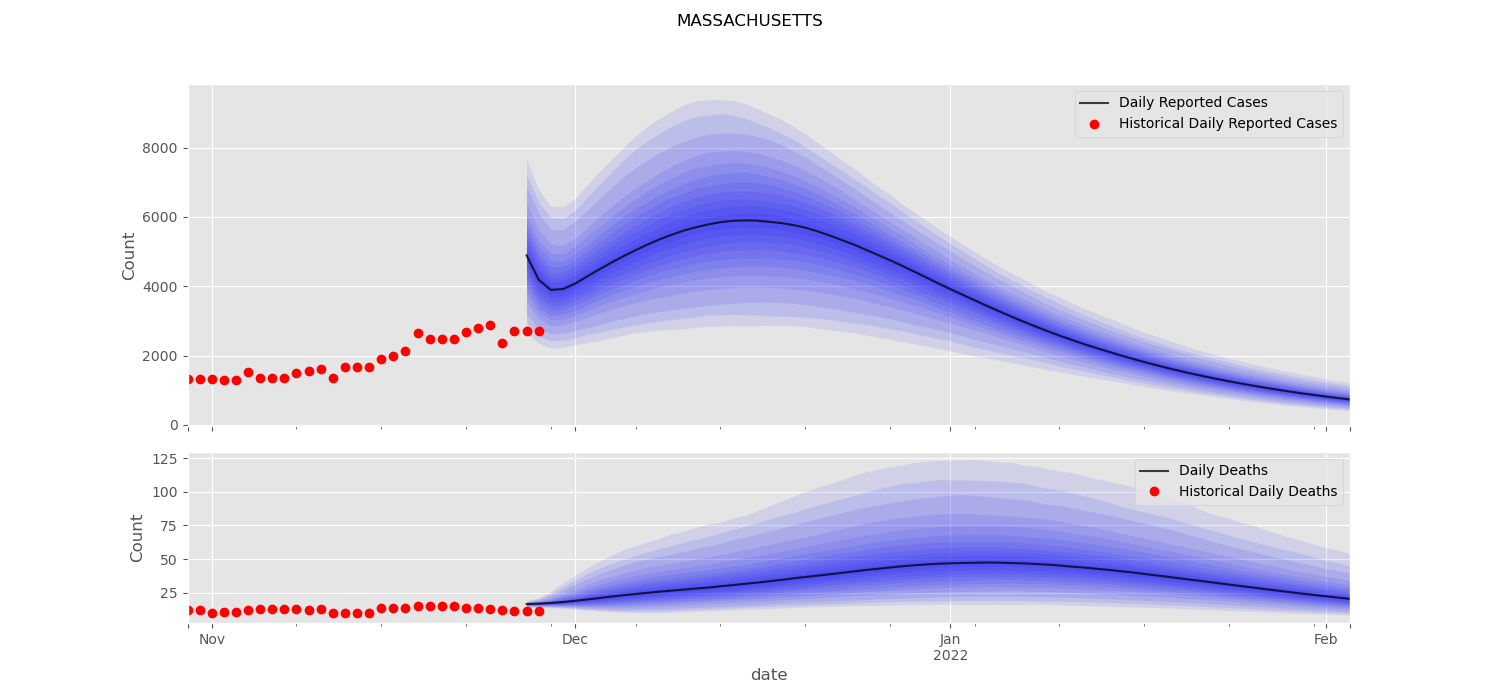 MASSACHUSETTS
Daily Reported Cases
Historical Daily Reported Cases
8000
6000
4000
2000
0
Count
Daily Deaths
Historical Daily Deaths
125
100
75
50
25
Count
Nov
Dec
Jan
2022
Feb
date